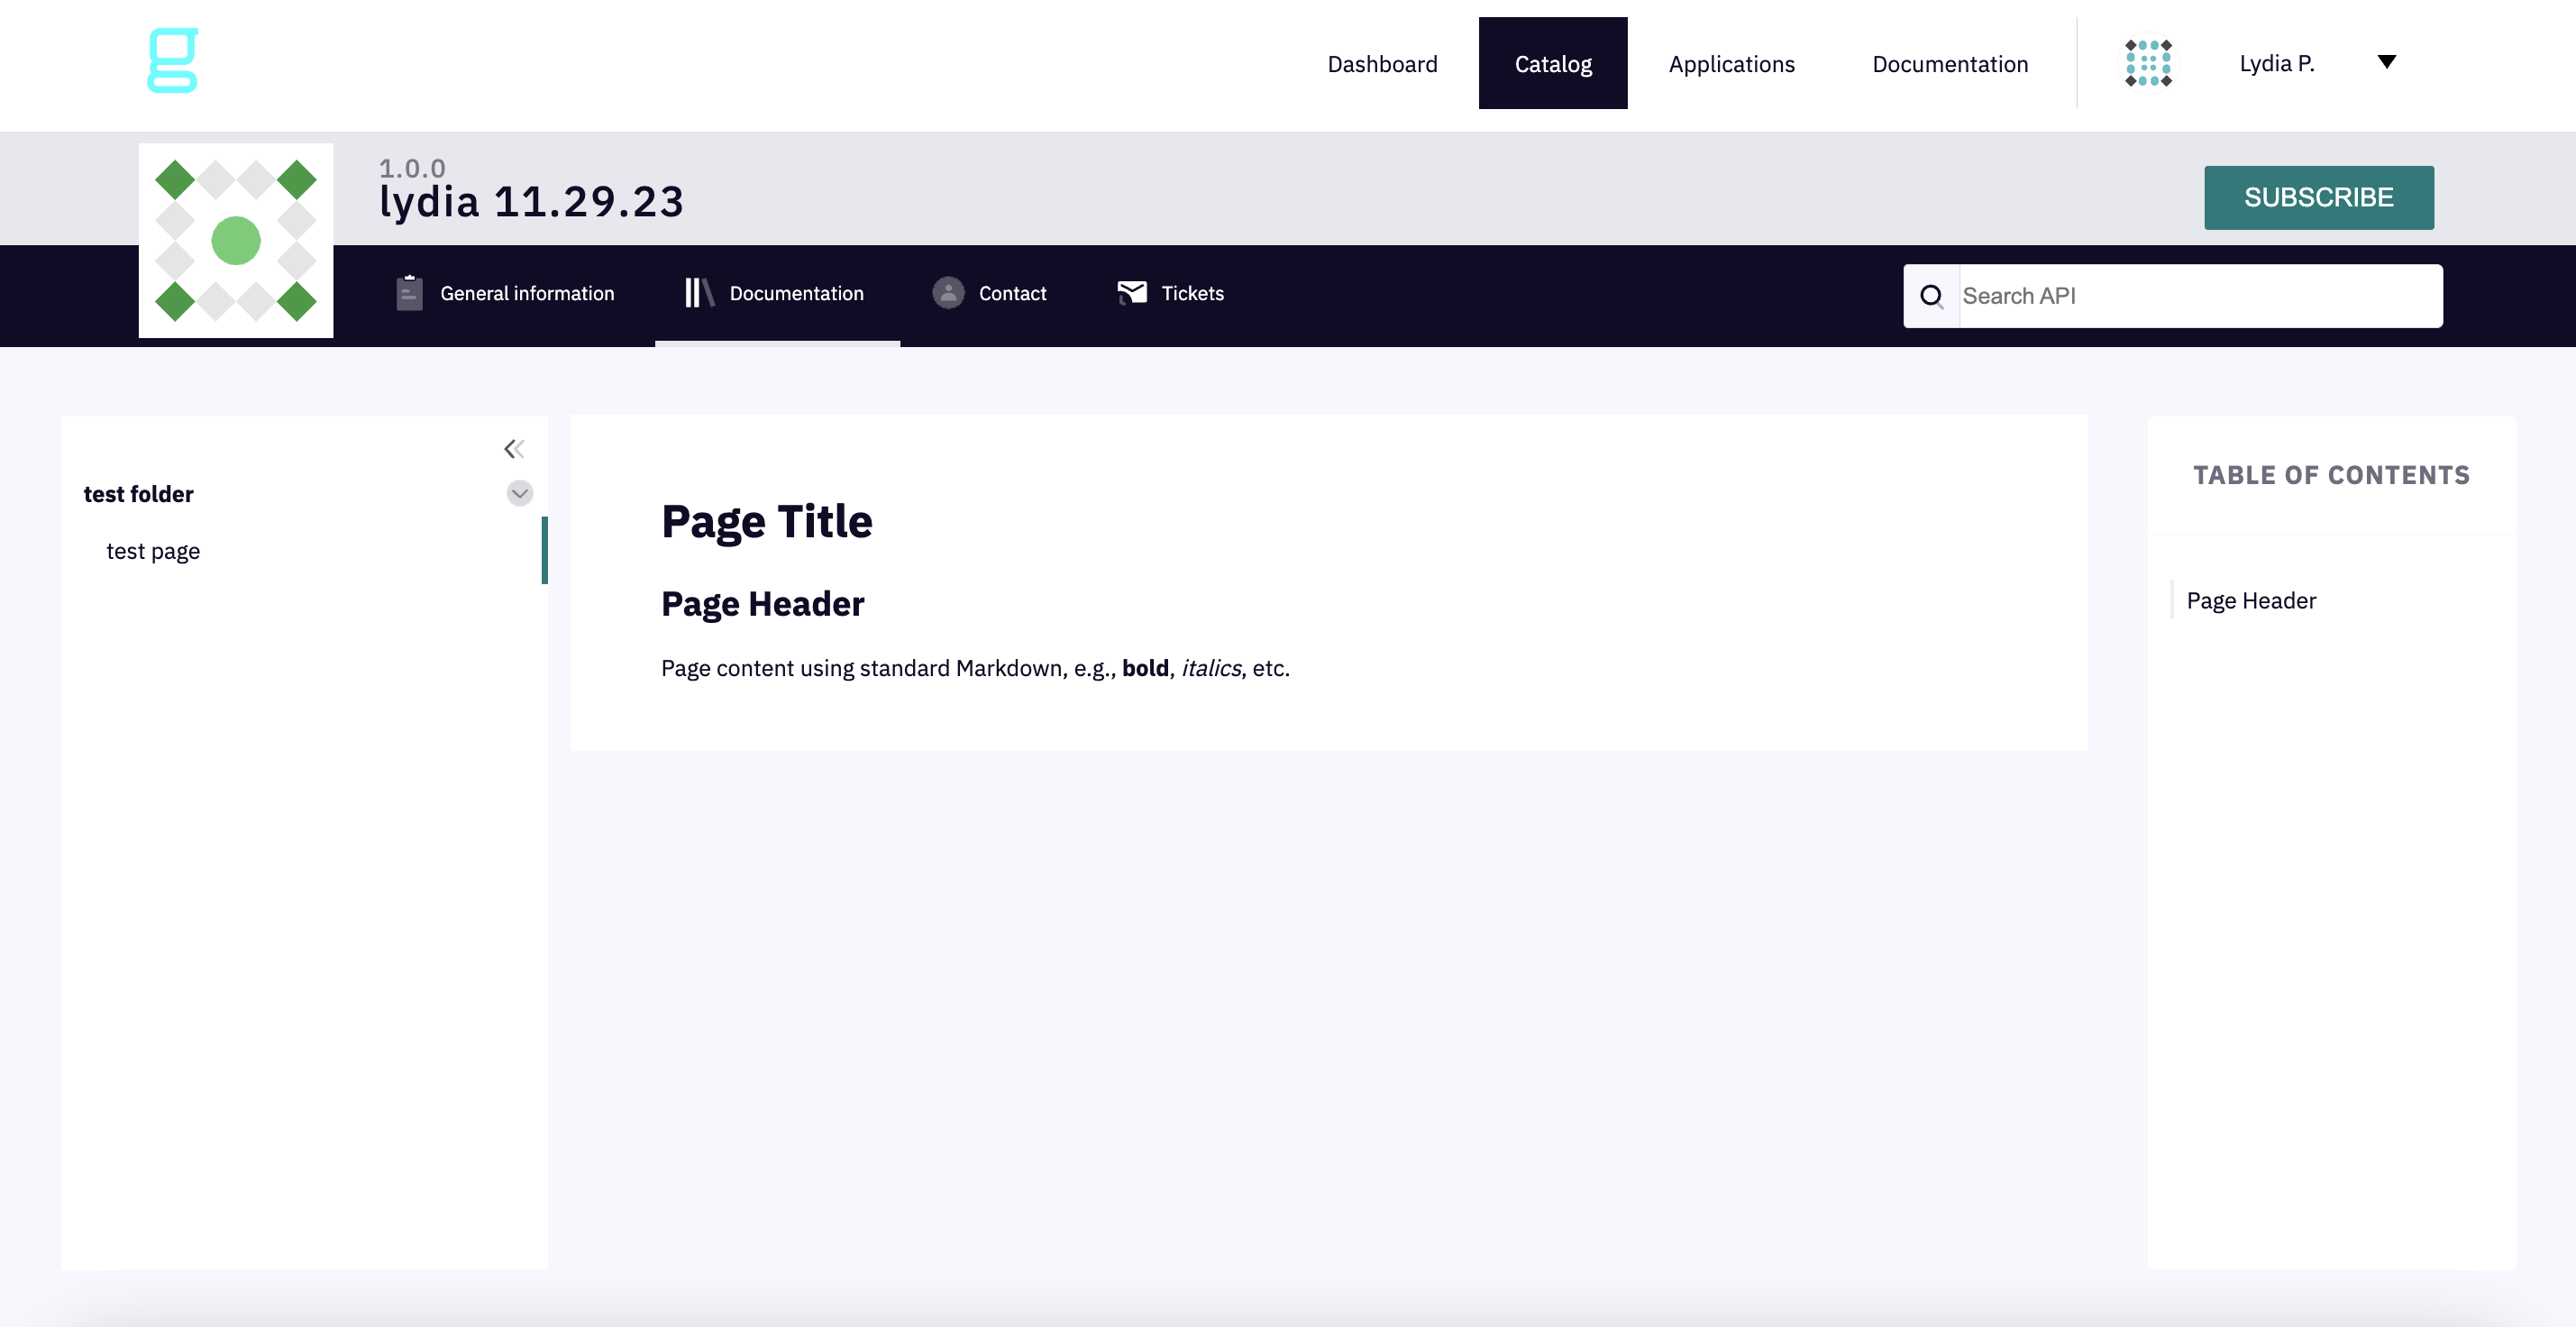 g
Dashboard Catalog Applications Documentation Lydia P.
1.0.0
lydia 11.29.23
SUBSCRIBE
General information Documentation Contact Tickets
Search API
test folder
test page
Page Title
Page Header
Page content using standard Markdown, e.g., bold, italics, etc.
TABLE OF CONTENTS
Page Header